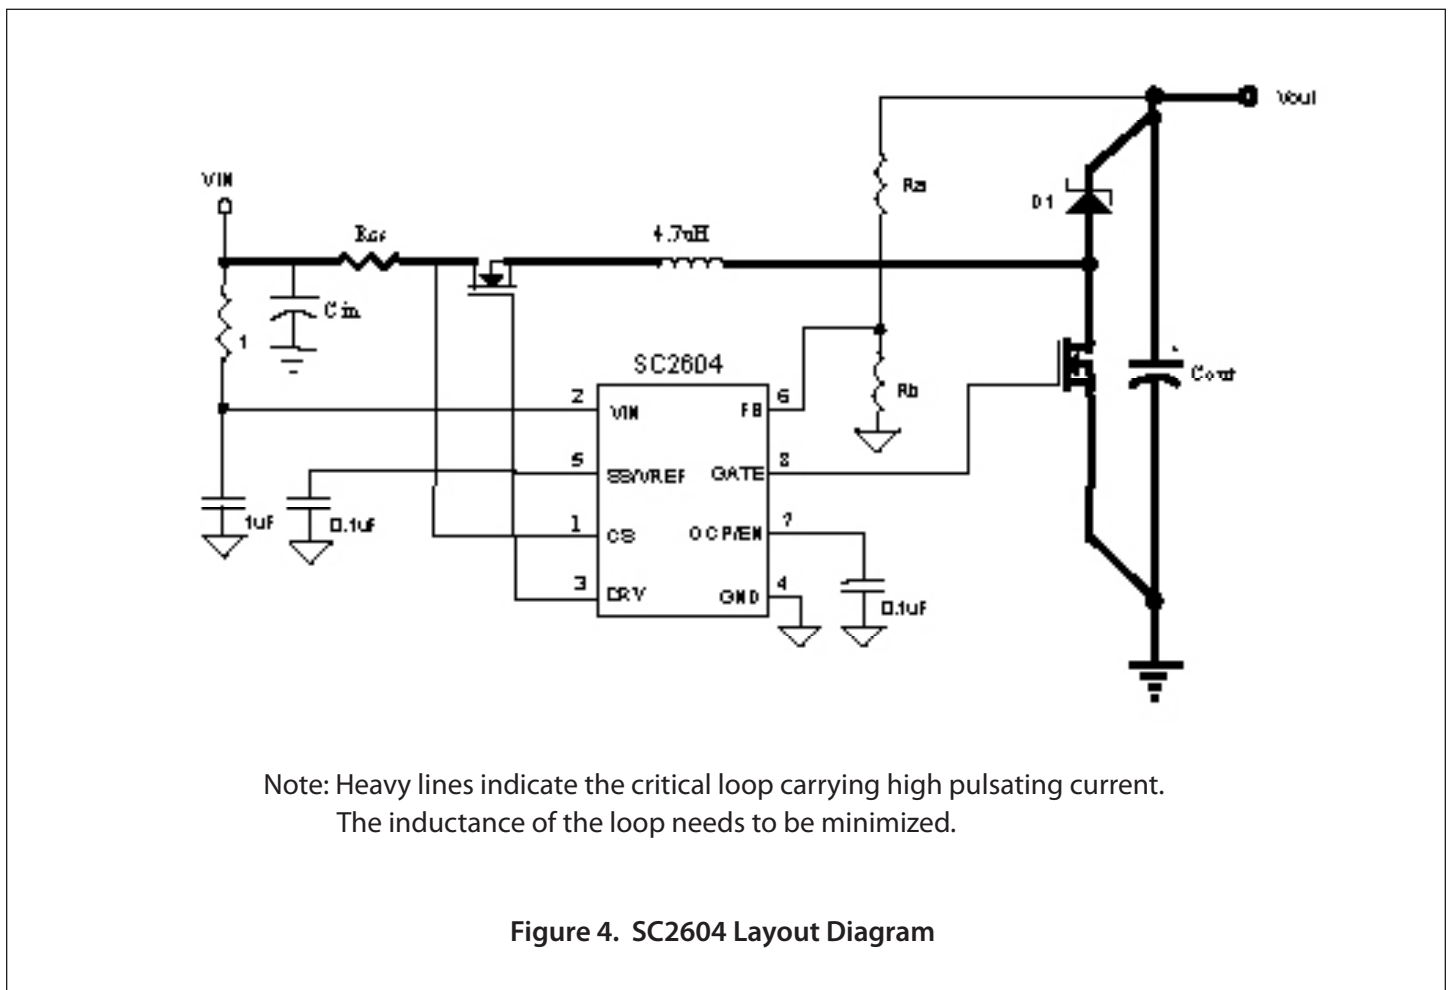 Vout
VIN
Ra
D1
4.7uH
Cin
1
SC2604
Cout
Rb
2
VIN
FB
6
5
SS/VREF
GATE
8
1uF
0.1uF
1
CS
OCP/EN
7
3
DRV
GND
4
0.1uF
Note: Heavy lines indicate the critical loop carrying high pulsating current.
The inductance of the loop needs to be minimized.
Figure 4. SC2604 Layout Diagram